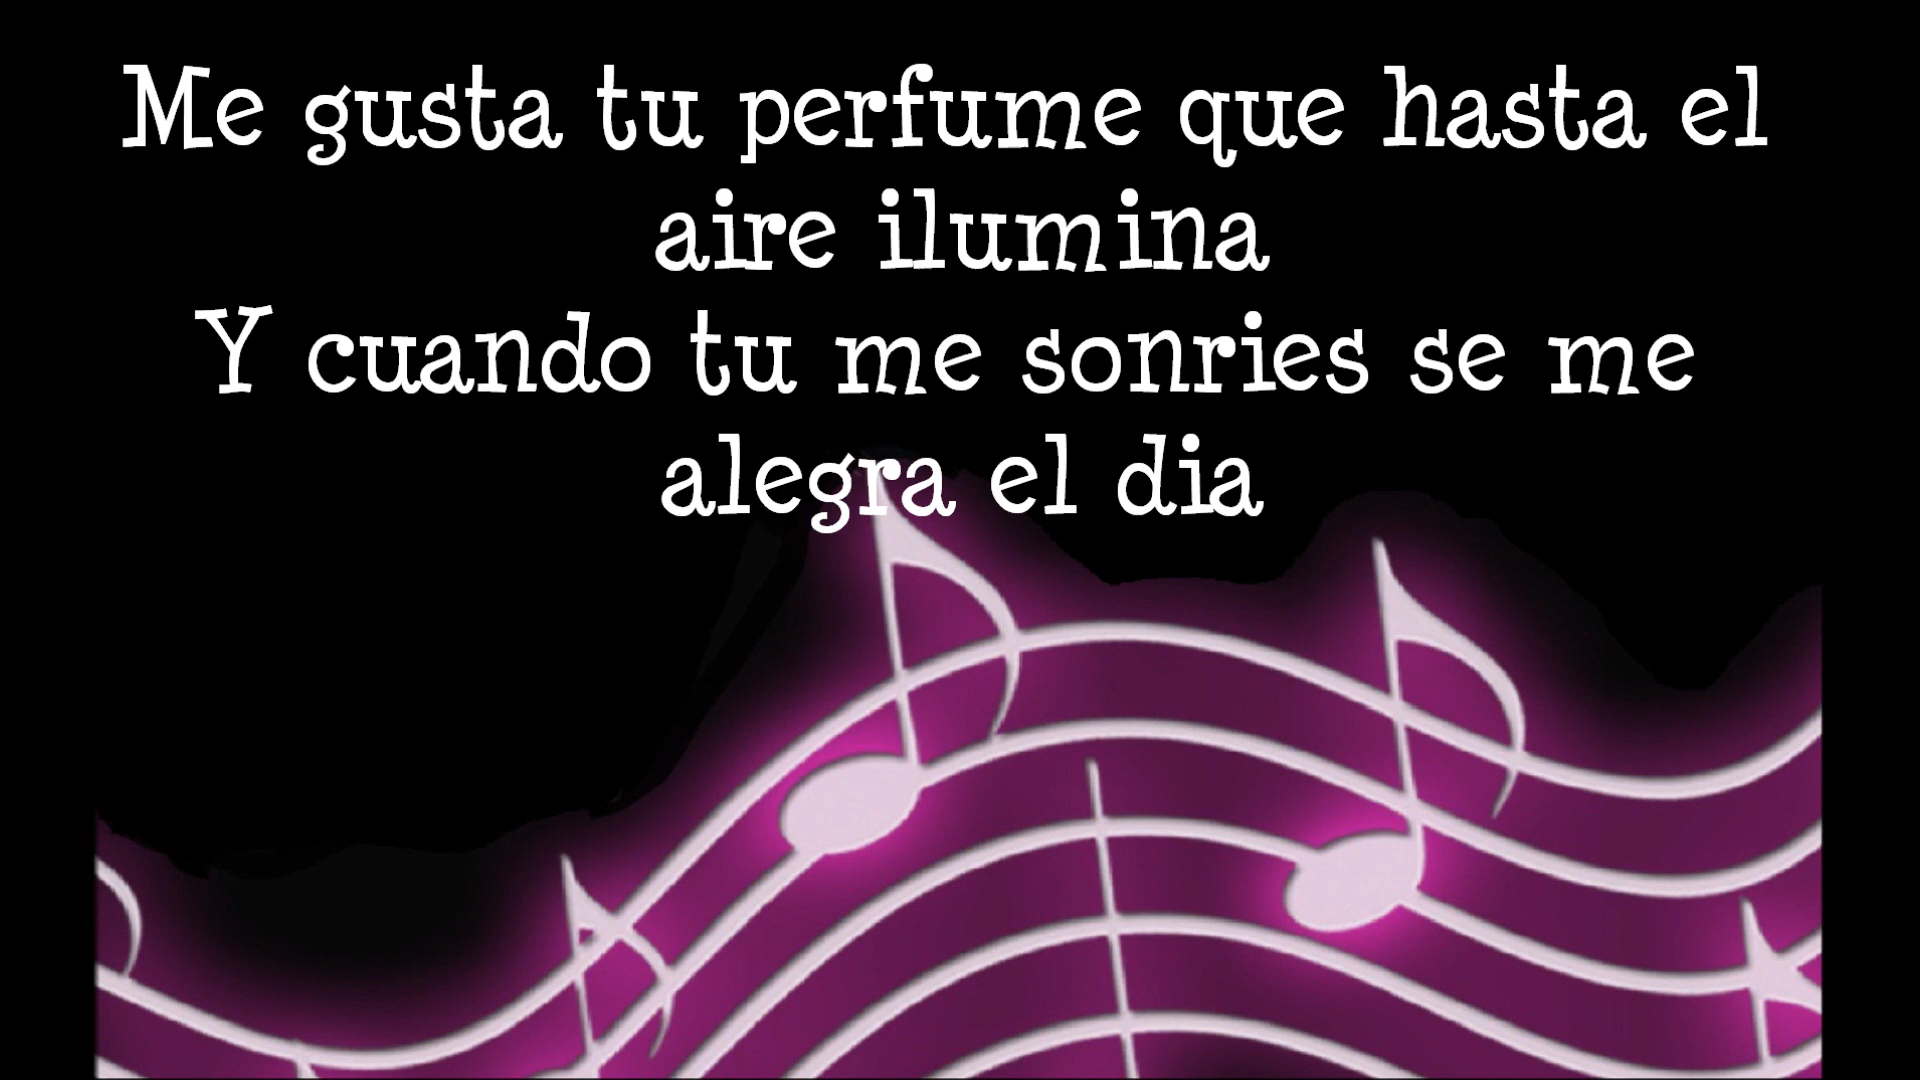 Me gusta tu perfume que hasta el
aire ilumina
Y cuando tu me sonries se me
alegra el dia